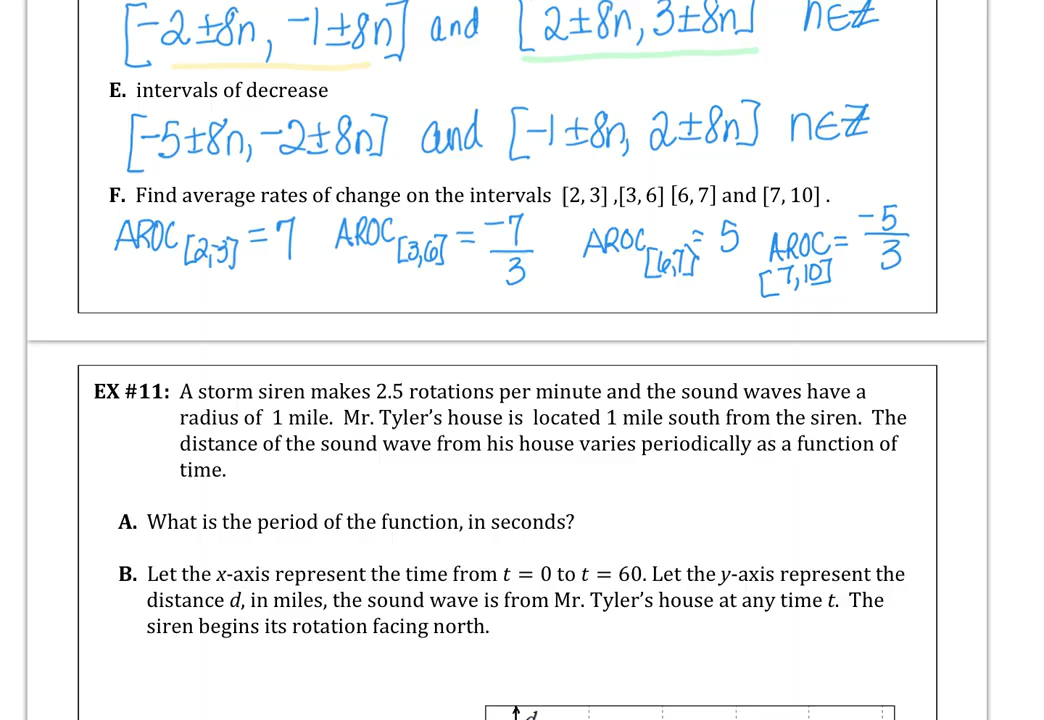 [-2±8n, -1±8n] and [2±8n, 3±8n] n∈ℤ
E. intervals of decrease
[-5±8n, -2±8n] and [-1±8n, 2±8n] n∈ℤ
F. Find average rates of change on the intervals [2, 3] ,[3, 6] [6, 7] and [7, 10] .
AROC[2,3] = 7 AROC[3,6] = -7/3 AROC[6,7] = 5 AROC[7,10] = -5/3
EX #11: A storm siren makes 2.5 rotations per minute and the sound waves have a
radius of 1 mile. Mr. Tyler’s house is located 1 mile south from the siren. The
distance of the sound wave from his house varies periodically as a function of
time.
A. What is the period of the function, in seconds?
B. Let the x-axis represent the time from t = 0 to t = 60. Let the y-axis represent the
distance d, in miles, the sound wave is from Mr. Tyler’s house at any time t. The
siren begins its rotation facing north.
d